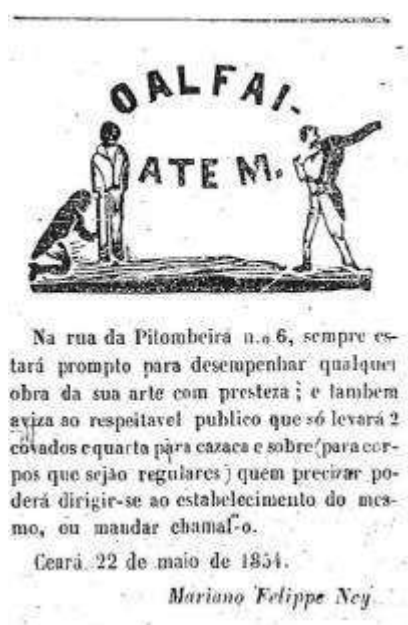 O ALFAI-
ATE M.
Na rua da Pitombeira n.o 6, sempre es-
tará prompto para desempenhar qualquer
obra da sua arte com presteza ; e tambem
aviza ao respeitavel publico que só levará 2
covados e quarta para cazaca e sobre (para cor-
pos que sejão regulares) quem precizar po-
derá dirigir-se ao estabelecimento do mes-
mo, ou mandar chamal-o.
Ceará 22 de maio de 1854.
Mariano Felippe Ney